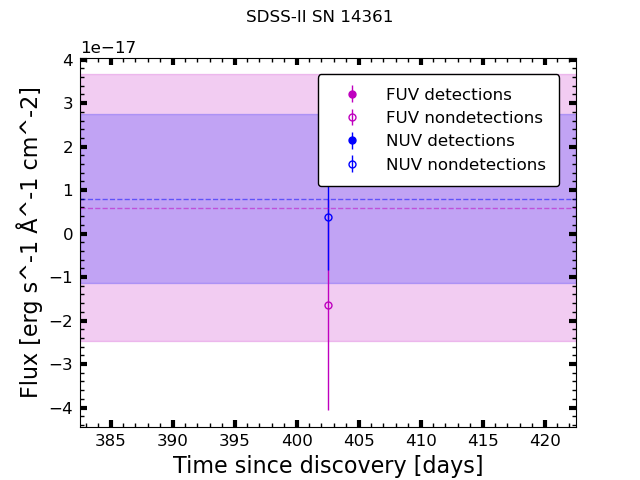 SDSS-II SN 14361
1e−17
FUV detections
FUV nondetections
NUV detections
NUV nondetections
4
3
2
1
0
−1
−2
−3
−4
Flux [erg s^-1 Å^-1 cm^-2]
385 390 395 400 405 410 415 420
Time since discovery [days]